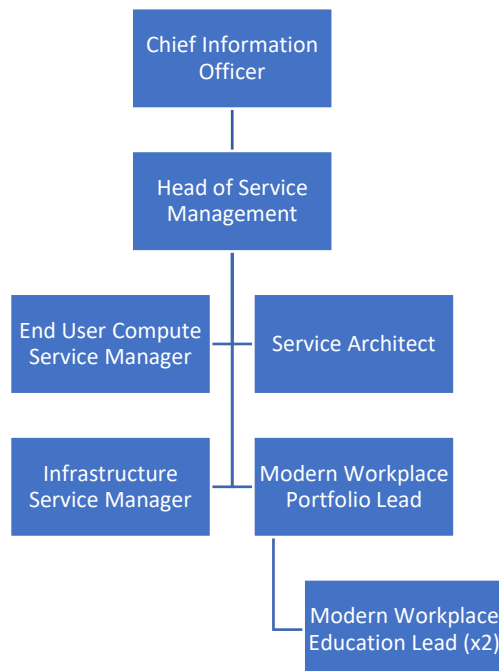 Chief Information
Officer
Head of Service
Management
End User Compute
Service Manager
Service Architect
Infrastructure
Service Manager
Modern Workplace
Portfolio Lead
Modern Workplace
Education Lead (x2)